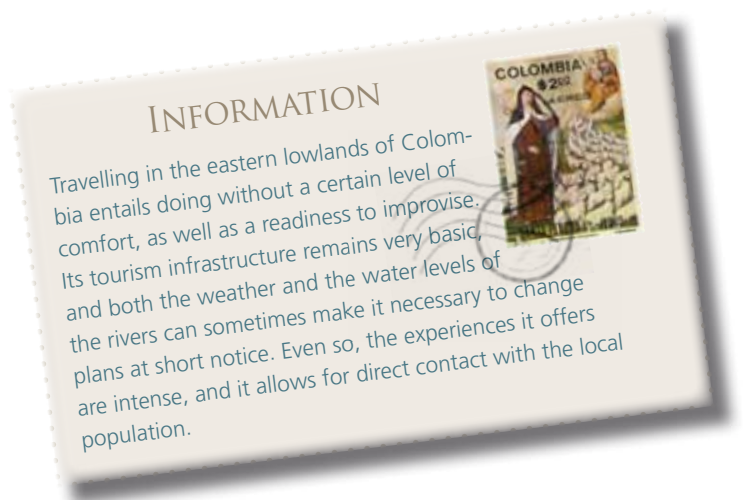 INFORMATION
COLOMBIA
$2.00
Travelling in the eastern lowlands of Colom-
bia entails doing without a certain level of
comfort, as well as a readiness to improvise.
Its tourism infrastructure remains very basic,
and both the weather and the water levels of
the rivers can sometimes make it necessary to change
plans at short notice. Even so, the experiences it offers
are intense, and it allows for direct contact with the local
population.